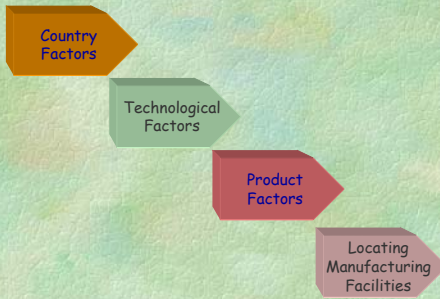 Country
Factors
Technological
Factors
Product
Factors
Locating
Manufacturing
Facilities